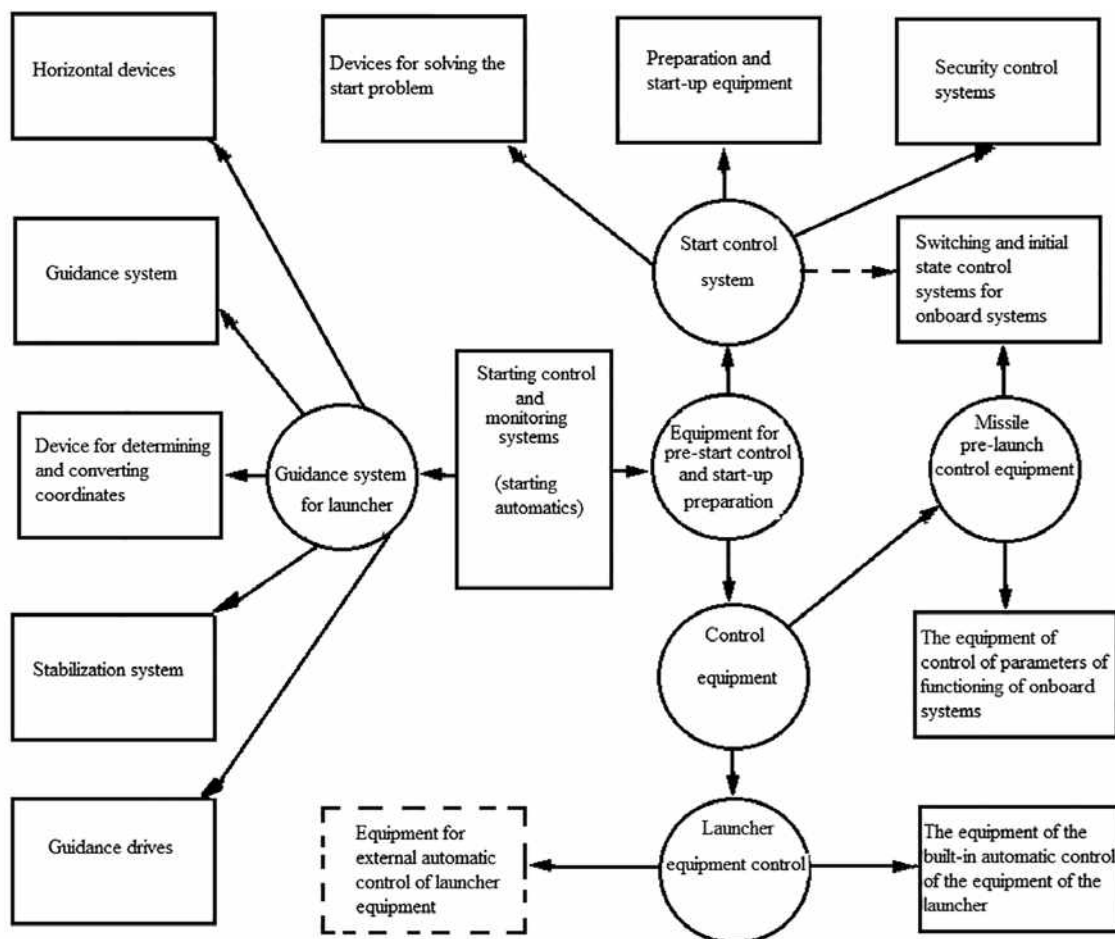 Horizontal devices
Devices for solving the
start problem
Preparation and
start-up equipment
Security control
systems
Guidance system
Start control
system
Switching and initial
state control
systems for
onboard systems
Device for determining
and converting
coordinates
Guidance system
for launcher
Starting control
and
monitoring
systems
(starting
automatics)
Equipment for
pre-start control
and start-up
preparation
Missile
pre-launch
control equipment
Stabilization system
Control
equipment
The equipment of
control of parameters of
functioning of onboard
systems
Guidance drives
Equipment for
external automatic
control of launcher
equipment
Launcher
equipment control
The equipment of the
built-in automatic control
of the equipment of the
launcher